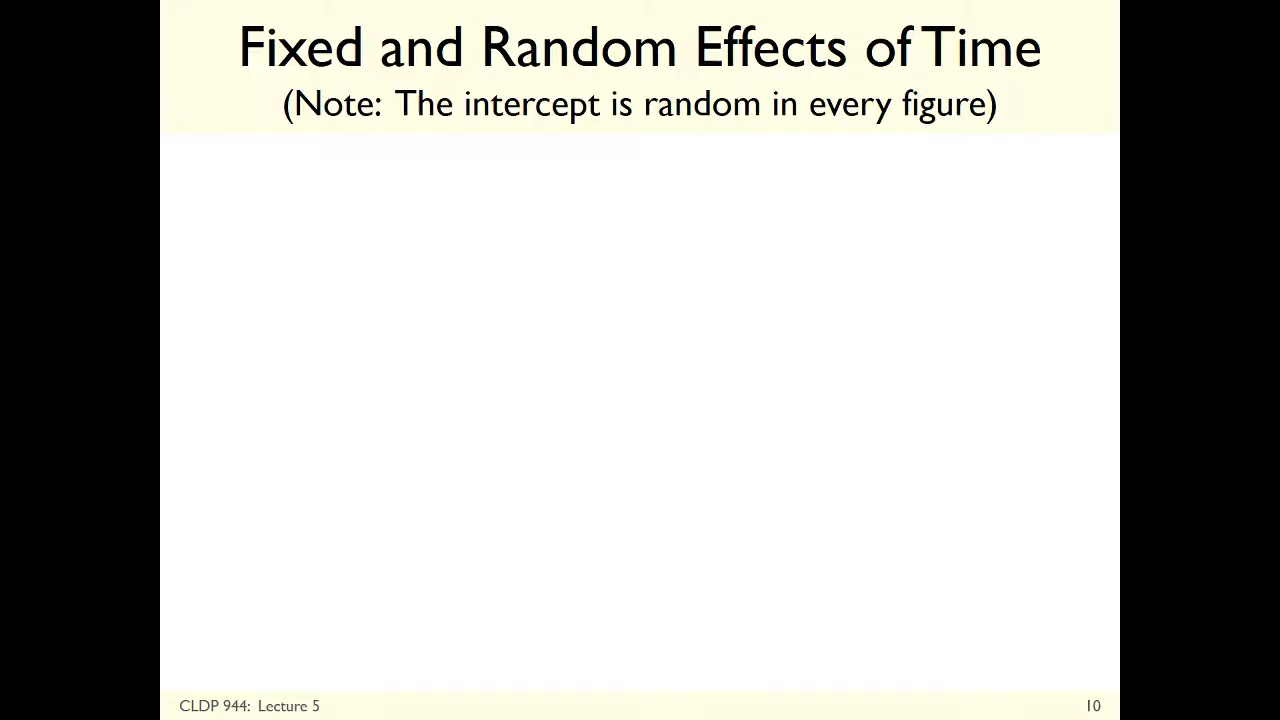 Fixed and Random Effects of Time
(Note: The intercept is random in every figure)
CLDP 944: Lecture 5
10